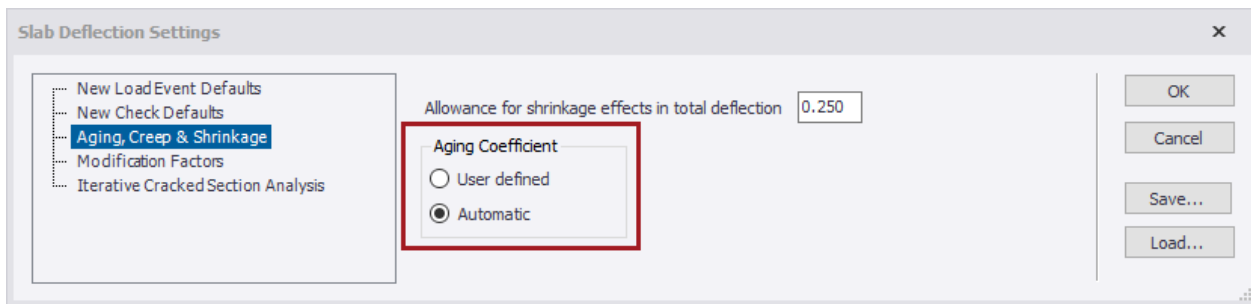 Slab Deflection Settings
New Load Event Defaults
New Check Defaults
Aging, Creep & Shrinkage
Modification Factors
Iterative Cracked Section Analysis
Allowance for shrinkage effects in total deflection 0.250
Aging Coefficient
User defined
Automatic
OK
Cancel
Save...
Load...